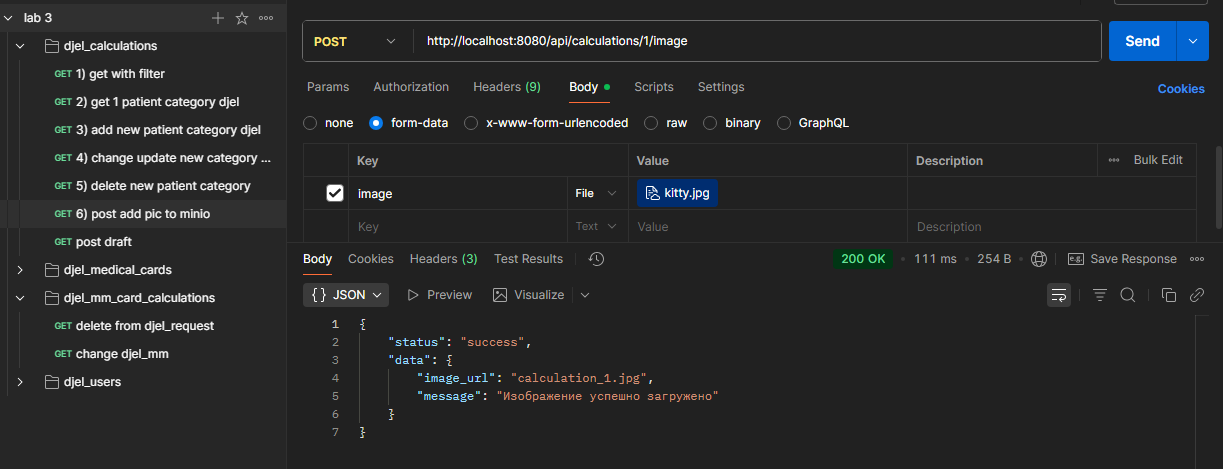 lab 3
djel_calculations
GET 1) get with filter
GET 2) get 1 patient category djel
GET 3) add new patient category djel
GET 4) change update new category ...
GET 5) delete new patient category
GET 6) post add pic to minio
GET post draft
djel_medical_cards
djel_mm_card_calculations
GET delete from djel_request
GET change djel_mm
djel_users
POST http://localhost:8080/api/calculations/1/image Send
Params Authorization Headers (9) Body Scripts Settings Cookies
none form-data x-www-form-urlencoded raw binary GraphQL
Key Value Description Bulk Edit
image File kitty.jpg
Key Text Value Description
Body Cookies Headers (3) Test Results 200 OK 111 ms 254 B e.g. Save Response
{} JSON Preview Visualize
1 {
2 "status": "success",
3 "data": {
4 "image_url": "calculation_1.jpg",
5 "message": "Изображение успешно загружено"
6 }
7 }